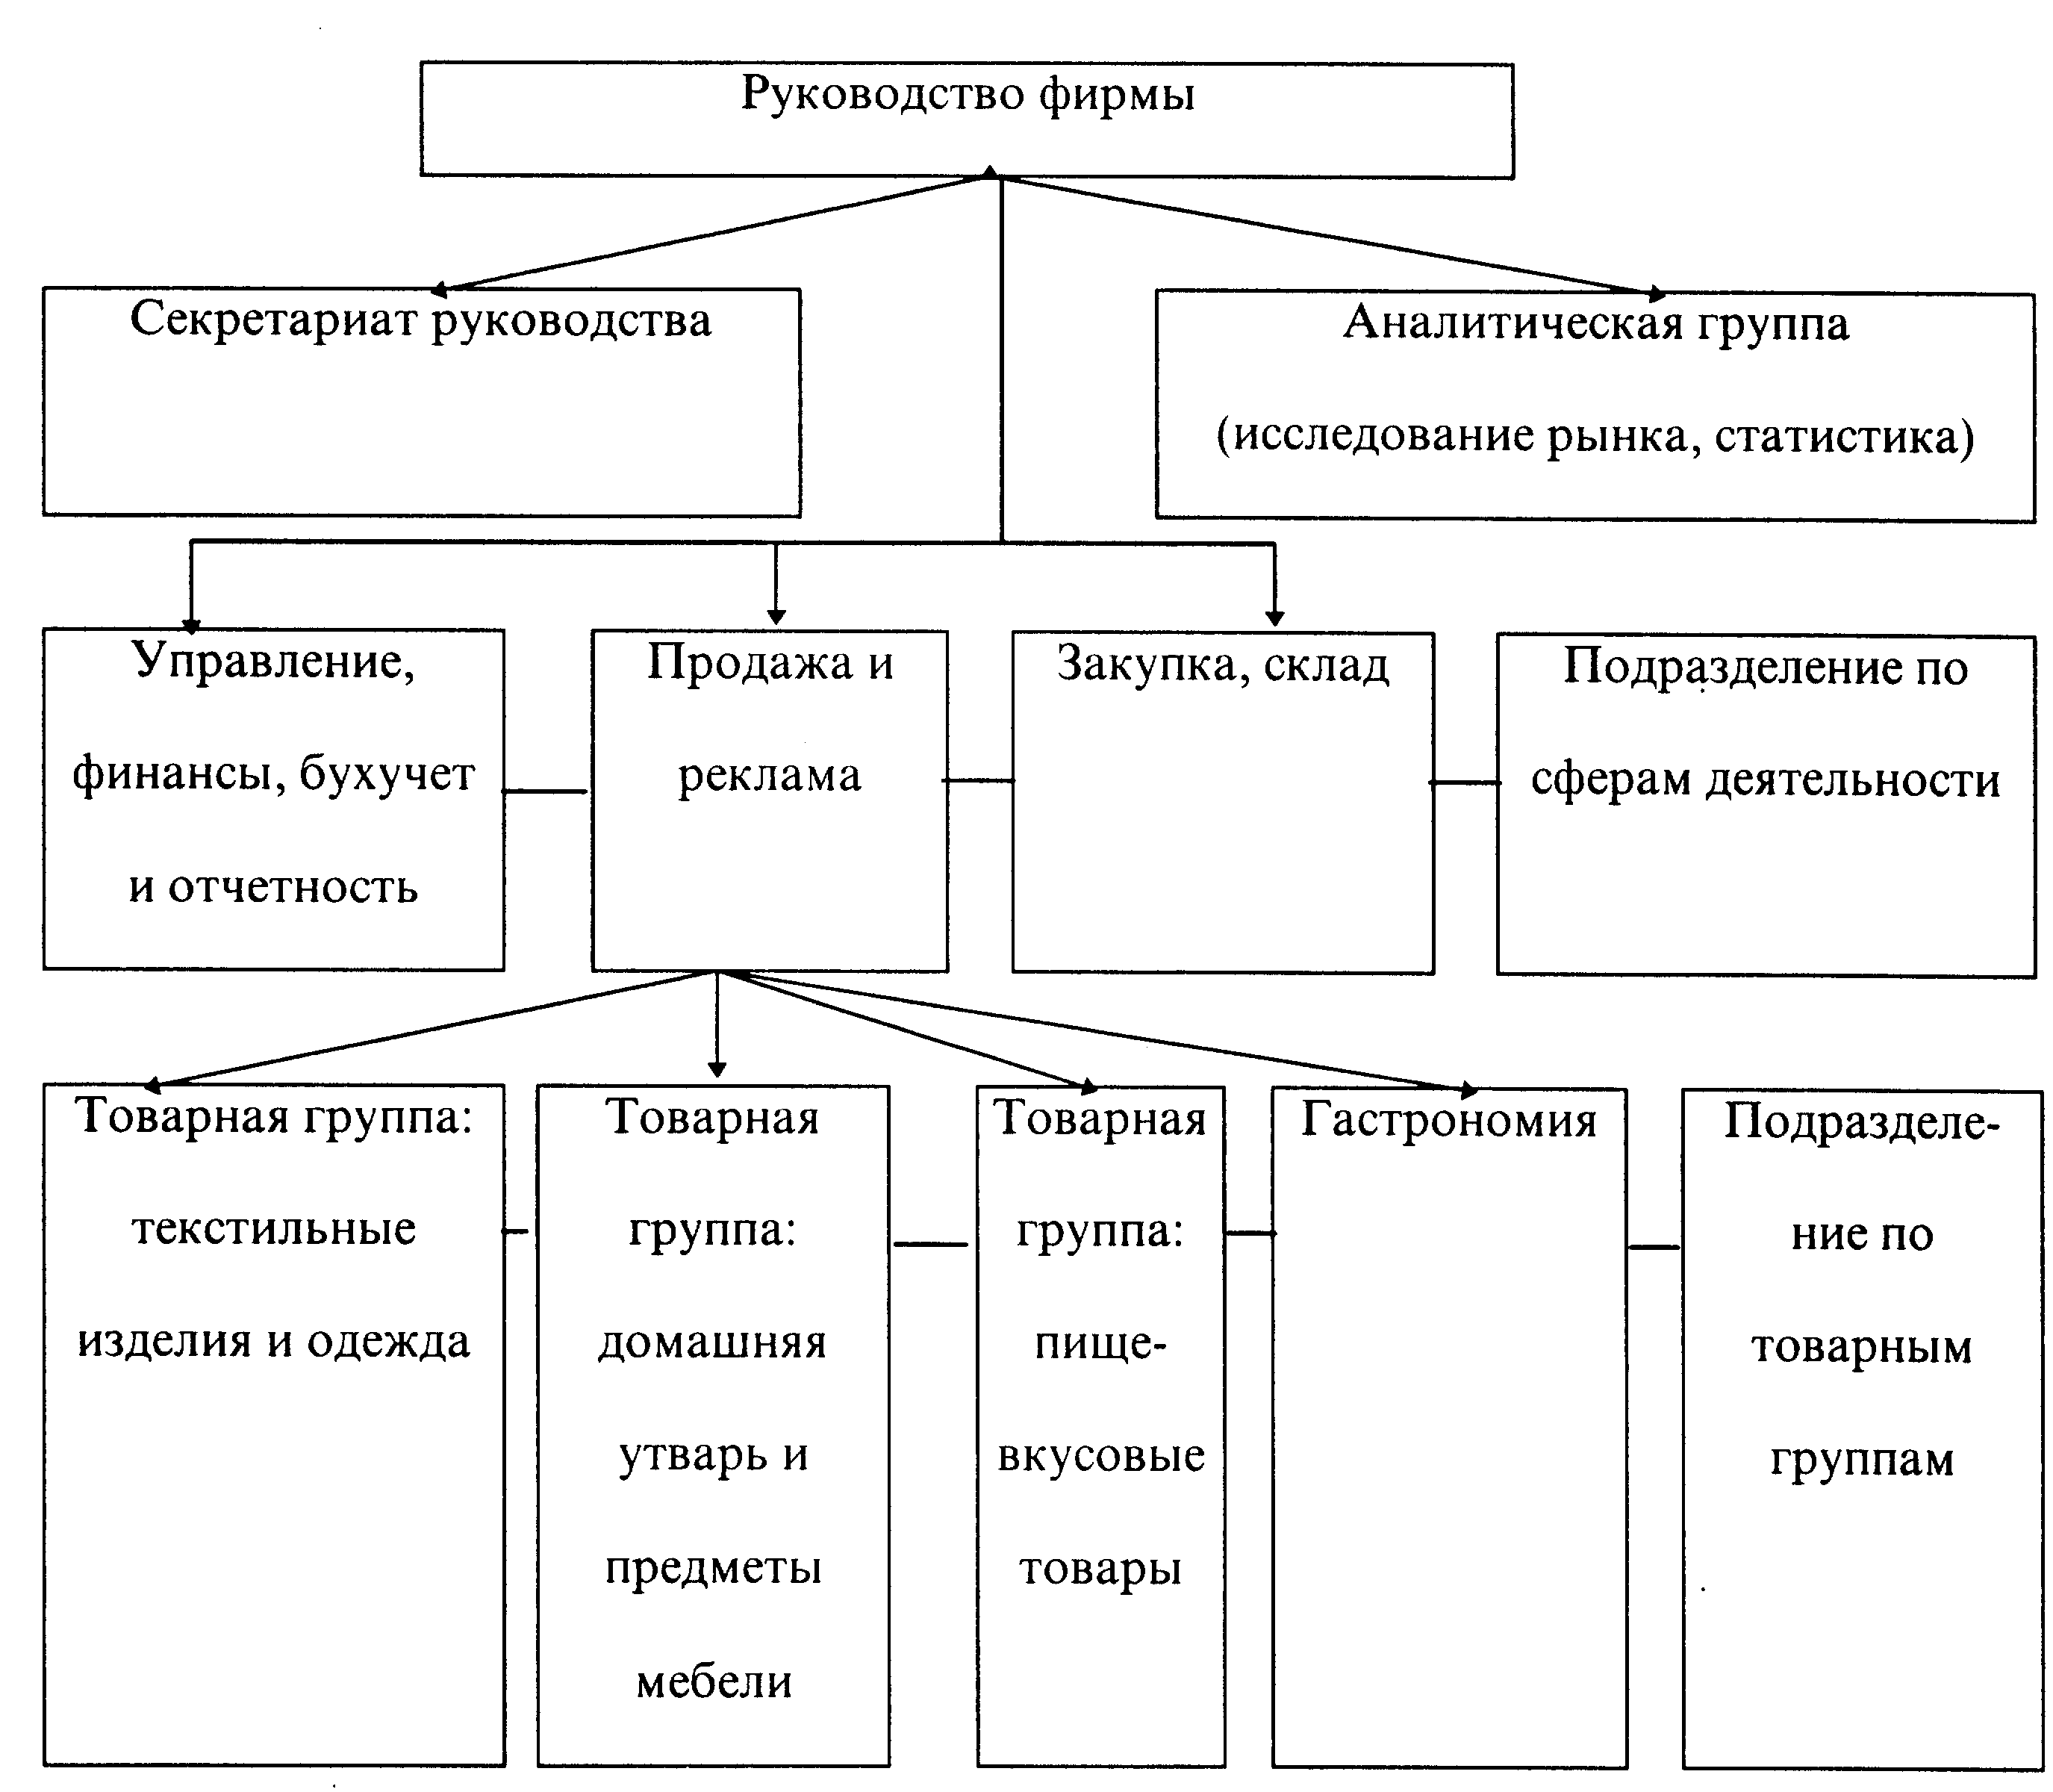 Руководство фирмы
Секретариат руководства
Аналитическая группа
(исследование рынка, статистика)
Управление,
финансы, бухучет
и отчетность
Продажа и
реклама
Закупка, склад
Подразделение по
сферам деятельности
Товарная группа:
текстильные
изделия и одежда
Товарная
группа:
домашняя
утварь и
предметы
мебели
Товарная
группа:
пище-
вкусовые
товары
Гастрономия
Подразделе-
ние по
товарным
группам